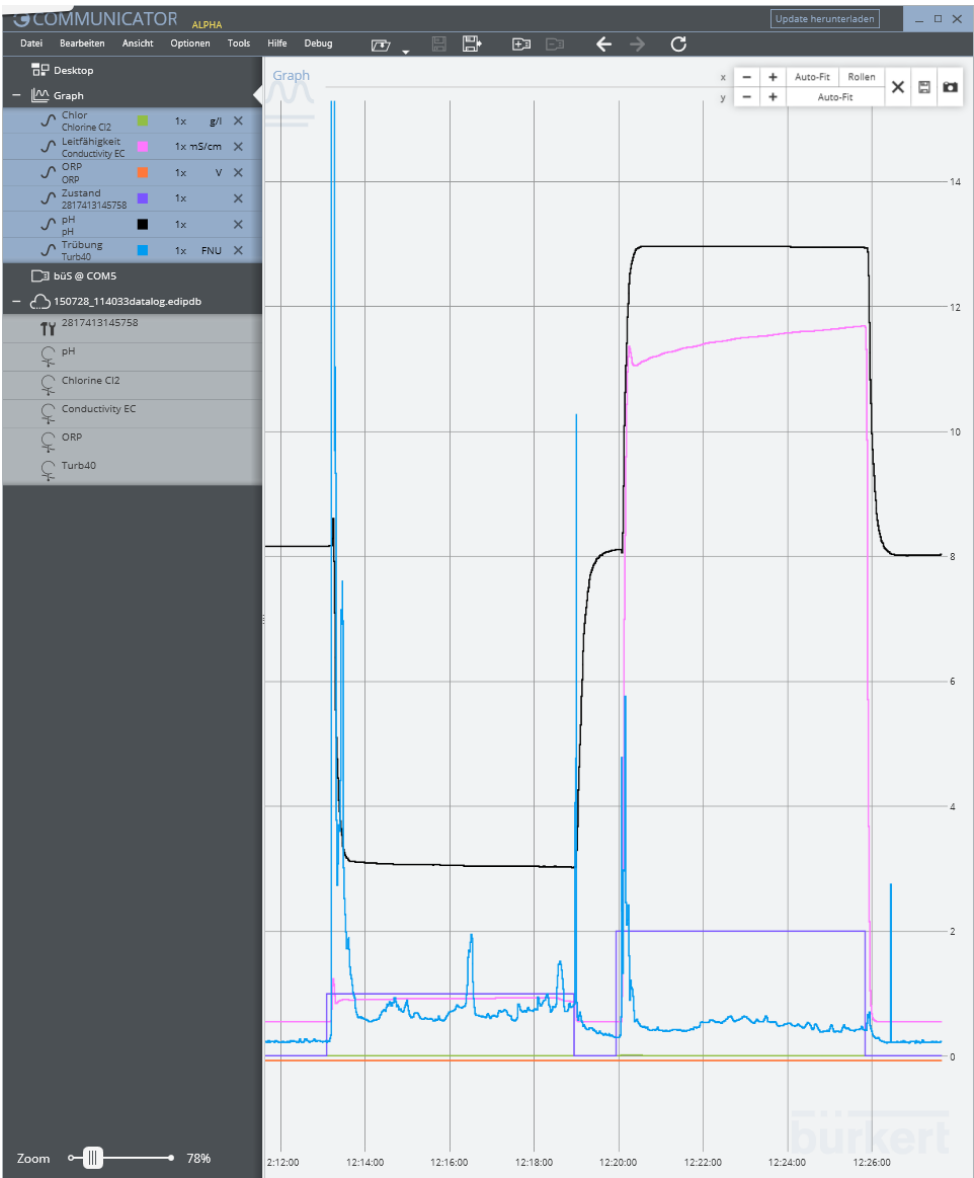 COMMUNICATOR ALPHA
Update herunterladen
Datei Bearbeiten Ansicht Optionen Tools Hilfe Debug
Desktop
Graph
Chlor
Chlorine Cl2
1x g/l
Leitfähigkeit
Conductivity EC
1x mS/cm
ORP
ORP
1x V
Zustand
2817413145758
1x
pH
pH
1x
Trübung
Turb40
1x FNU
büS @ COM5
150728_114033datalog.edipdb
2817413145758
pH
Chlorine Cl2
Conductivity EC
ORP
Turb40
Zoom 78%
Graph
x − + Auto-Fit Rollen
y − + Auto-Fit
14
12
10
8
6
4
2
0
bürkert
2:12:00 12:14:00 12:16:00 12:18:00 12:20:00 12:22:00 12:24:00 12:26:00